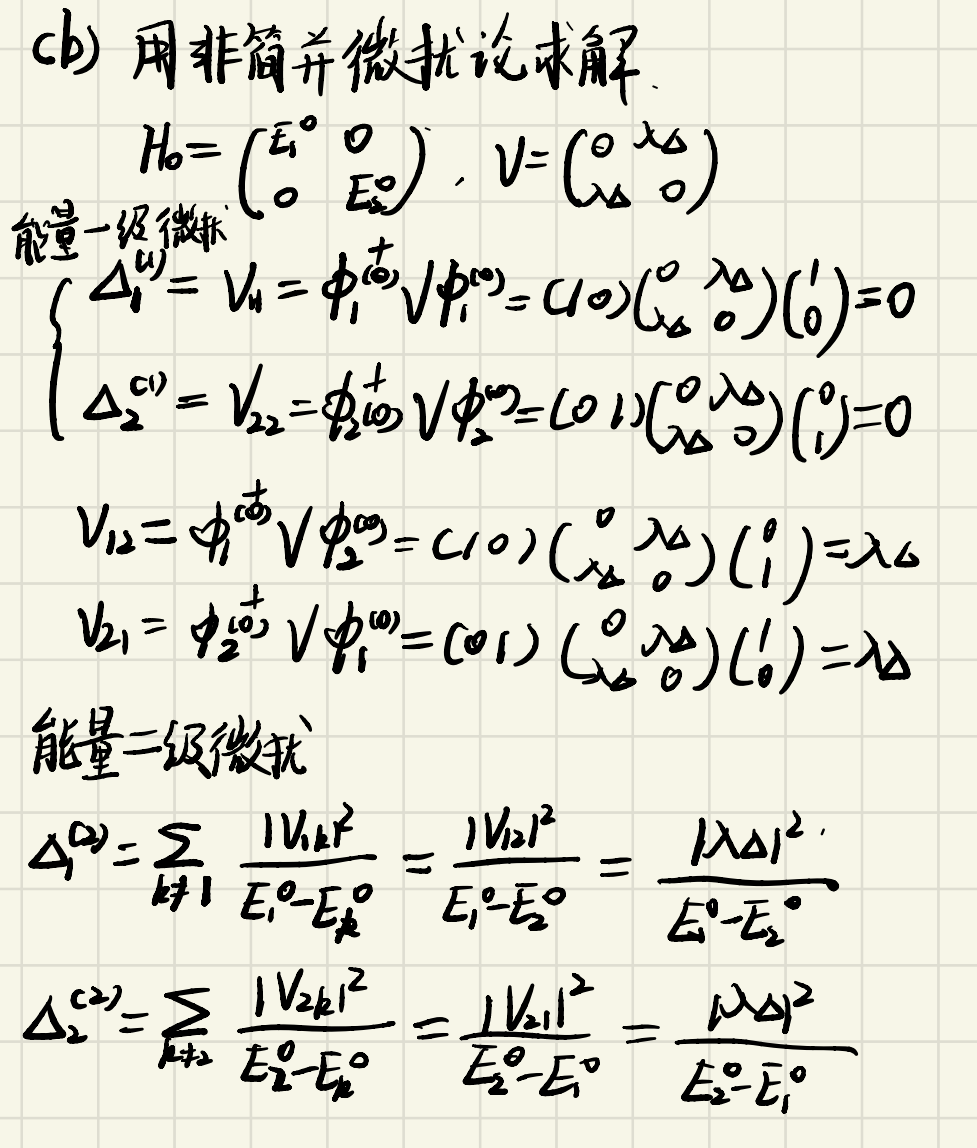 (b) 用非简并微扰论求解.
H₀ = (E₁⁰ 0; 0 E₂⁰), V = (0 λΔ; λΔ 0)
能量一级微扰
Δ₁⁽¹⁾ = V₁₁ = ϕ₁⁽⁰⁾⁺ V ϕ₁⁽⁰⁾ = (1 0)(0 λΔ; λΔ 0)(1; 0) = 0
Δ₂⁽¹⁾ = V₂₂ = ϕ₂⁽⁰⁾⁺ V ϕ₂⁽⁰⁾ = (0 1)(0 λΔ; λΔ 0)(0; 1) = 0
V₁₂ = ϕ₁⁽⁰⁾⁺ V ϕ₂⁽⁰⁾ = (1 0)(0 λΔ; λΔ 0)(0; 1) = λΔ
V₂₁ = ϕ₂⁽⁰⁾⁺ V ϕ₁⁽⁰⁾ = (0 1)(0 λΔ; λΔ 0)(1; 0) = λΔ
能量二级微扰
Δ₁⁽²⁾ = Σ_{k≠1} |V₁ₖ|²/(E₁⁰-Eₖ⁰) = |V₁₂|²/(E₁⁰-E₂⁰) = |λΔ|²/(E₁⁰-E₂⁰)
Δ₂⁽²⁾ = Σ_{k≠2} |V₂ₖ|²/(E₂⁰-Eₖ⁰) = |V₂₁|²/(E₂⁰-E₁⁰) = |λΔ|²/(E₂⁰-E₁⁰)